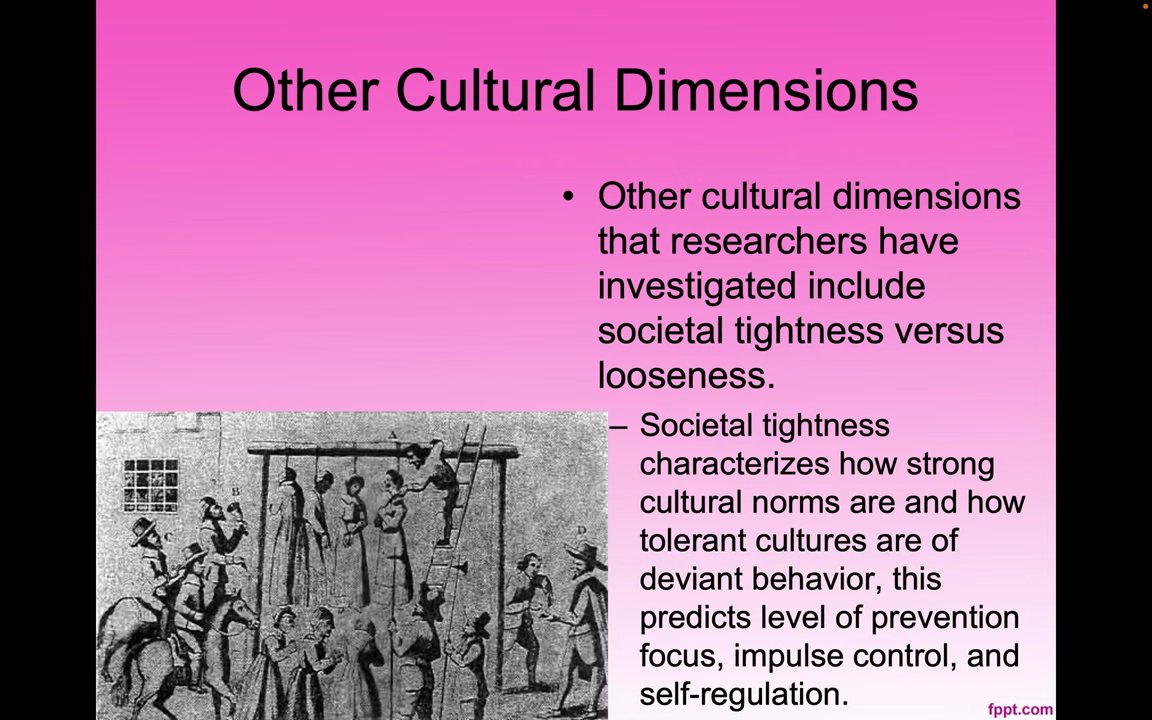 Other Cultural Dimensions
• Other cultural dimensions
that researchers have
investigated include
societal tightness versus
looseness.
– Societal tightness
characterizes how strong
cultural norms are and how
tolerant cultures are of
deviant behavior, this
predicts level of prevention
focus, impulse control, and
self-regulation.
A
B
C
D
fppt.com